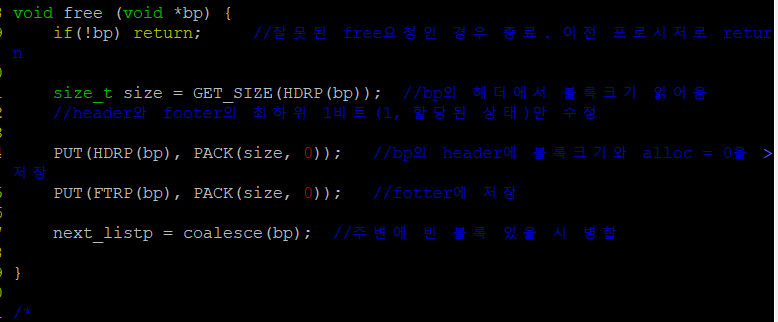 void free (void *bp) {
if(!bp) return; //잘못된 free요청인 경우 종료. 이전 프로시저로 retur
n
size_t size = GET_SIZE(HDRP(bp)); //bp의 헤더에서 블록크기 읽어옴
//header와 footer의 최하위 1비트(1, 할당된 상태)만 수정
PUT(HDRP(bp), PACK(size, 0)); //bp의 header에 블록크기와 alloc = 0을 >
저장
PUT(FTRP(bp), PACK(size, 0)); //fotter에 저장
next_listp = coalesce(bp); //주변에 빈 블록 있을 시 병합
}
/*